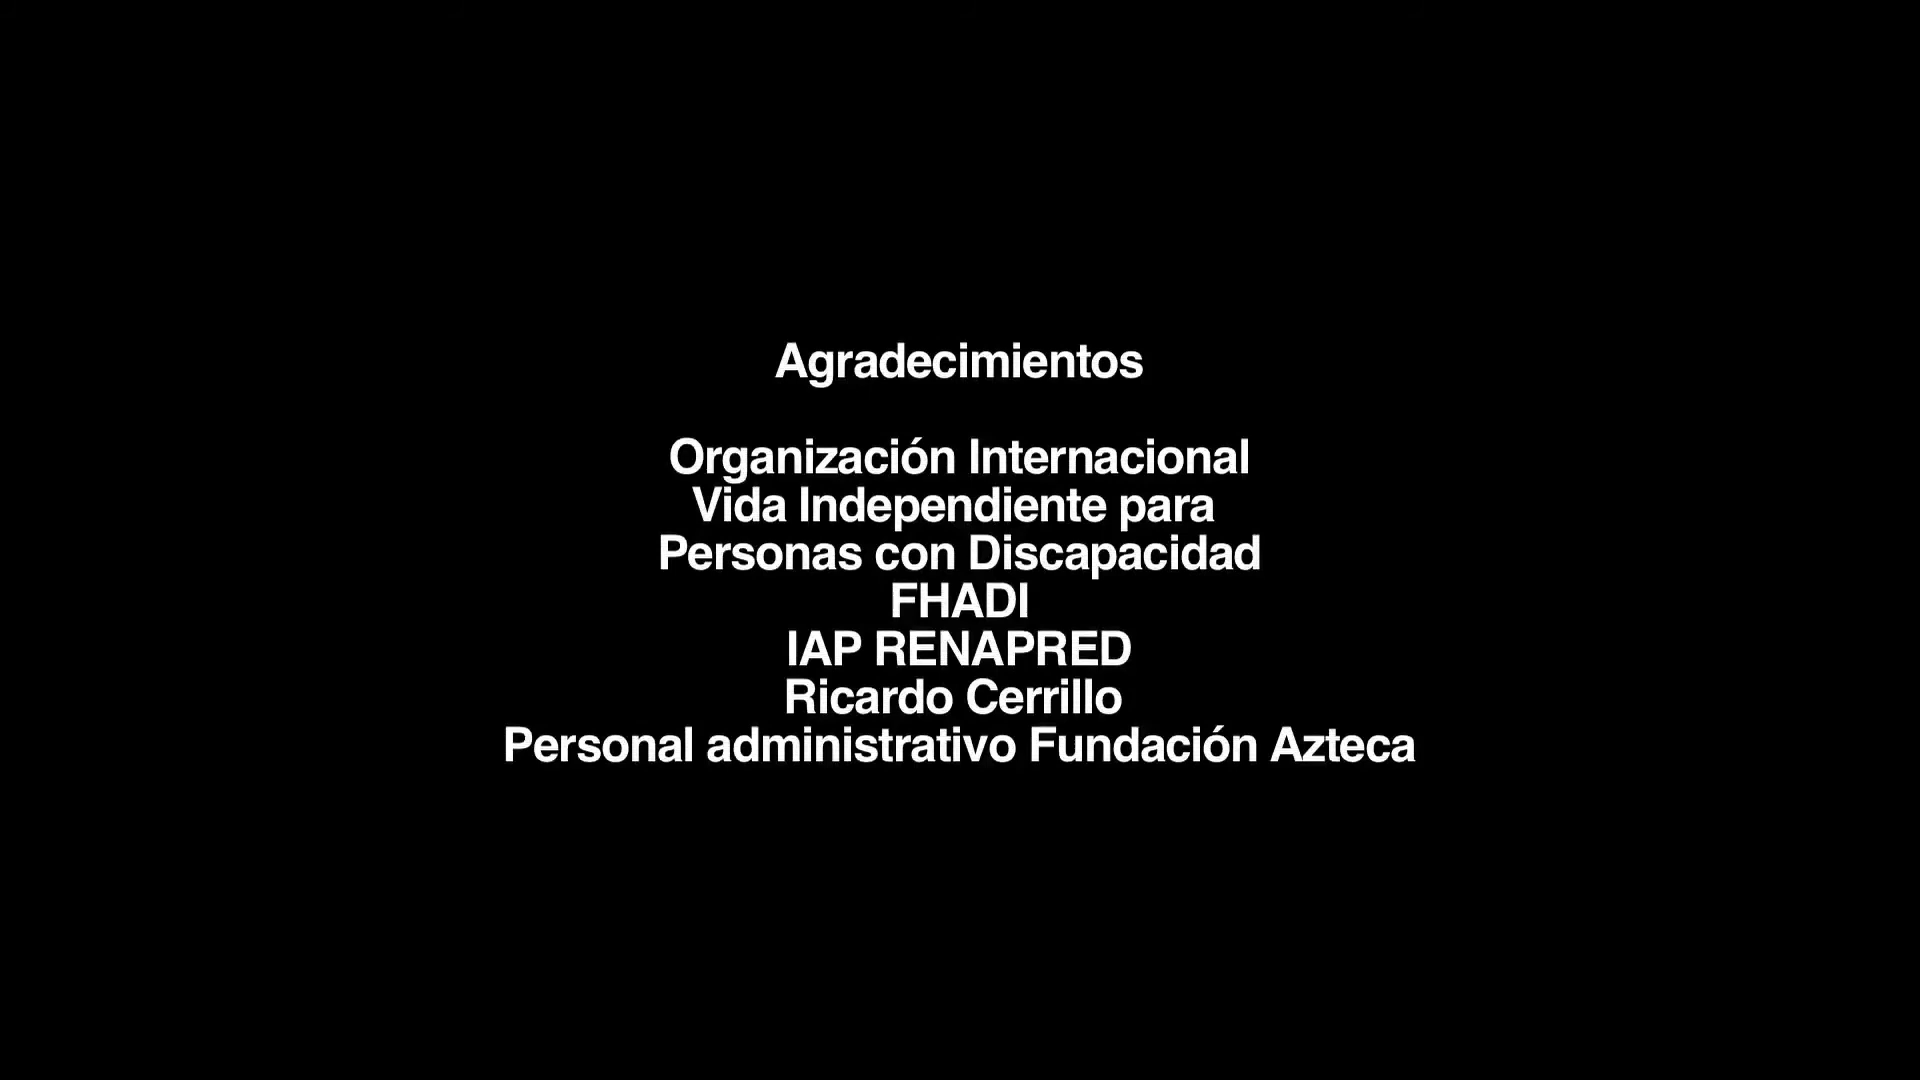 Agradecimientos
Organización Internacional
Vida Independiente para
Personas con Discapacidad
FHADI
IAP RENAPRED
Ricardo Cerrillo
Personal administrativo Fundación Azteca